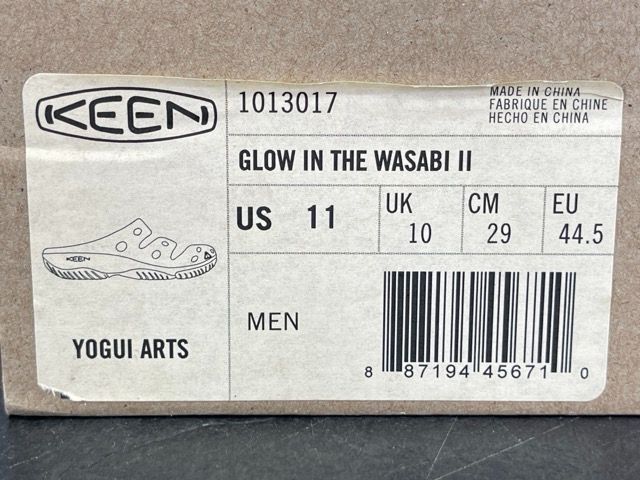 KEEN
1013017
MADE IN CHINA
FABRIQUE EN CHINE
HECHO EN CHINA
GLOW IN THE WASABI II
US 11
UK 10
CM 29
EU 44.5
KEEN
YOGUI ARTS
MEN
8 87194 45671 0